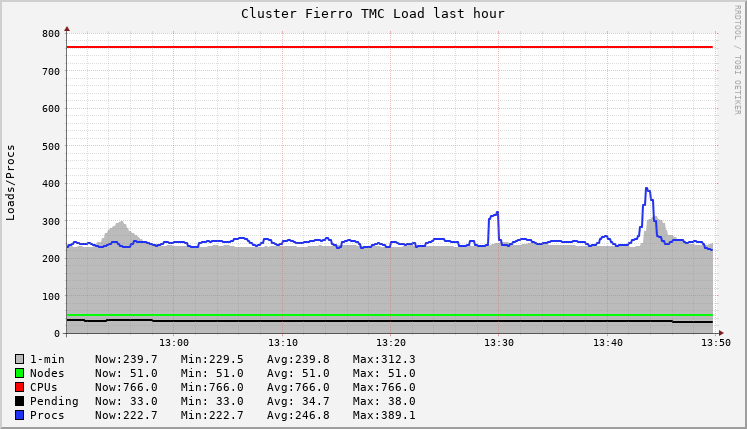 Cluster Fierro TMC Load last hour
RRDTOOL / TOBI OETIKER
Loads/Procs
800
700
600
500
400
300
200
100
0
13:00 13:10 13:20 13:30 13:40 13:50
1-min Now:239.7 Min:229.5 Avg:239.8 Max:312.3
Nodes Now: 51.0 Min: 51.0 Avg: 51.0 Max: 51.0
CPUs Now:766.0 Min:766.0 Avg:766.0 Max:766.0
Pending Now: 33.0 Min: 33.0 Avg: 34.7 Max: 38.0
Procs Now:222.7 Min:222.7 Avg:246.8 Max:389.1